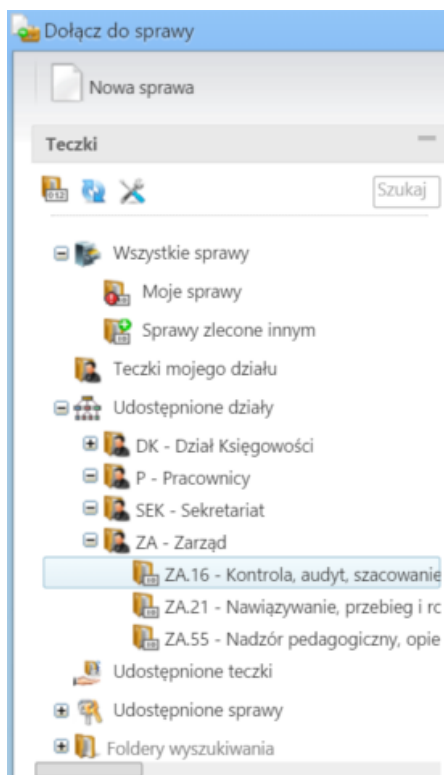 Dołącz do sprawy
Nowa sprawa
Teczki
Szukaj
Wszystkie sprawy
Moje sprawy
Sprawy zlecone innym
Teczki mojego działu
Udostępnione działy
DK - Dział Księgowości
P - Pracownicy
SEK - Sekretariat
ZA - Zarząd
ZA.16 - Kontrola, audyt, szacowanie
ZA.21 - Nawiązywanie, przebieg i rc
ZA.55 - Nadzór pedagogiczny, opie
Udostępnione teczki
Udostępnione sprawy
Foldery wyszukiwania